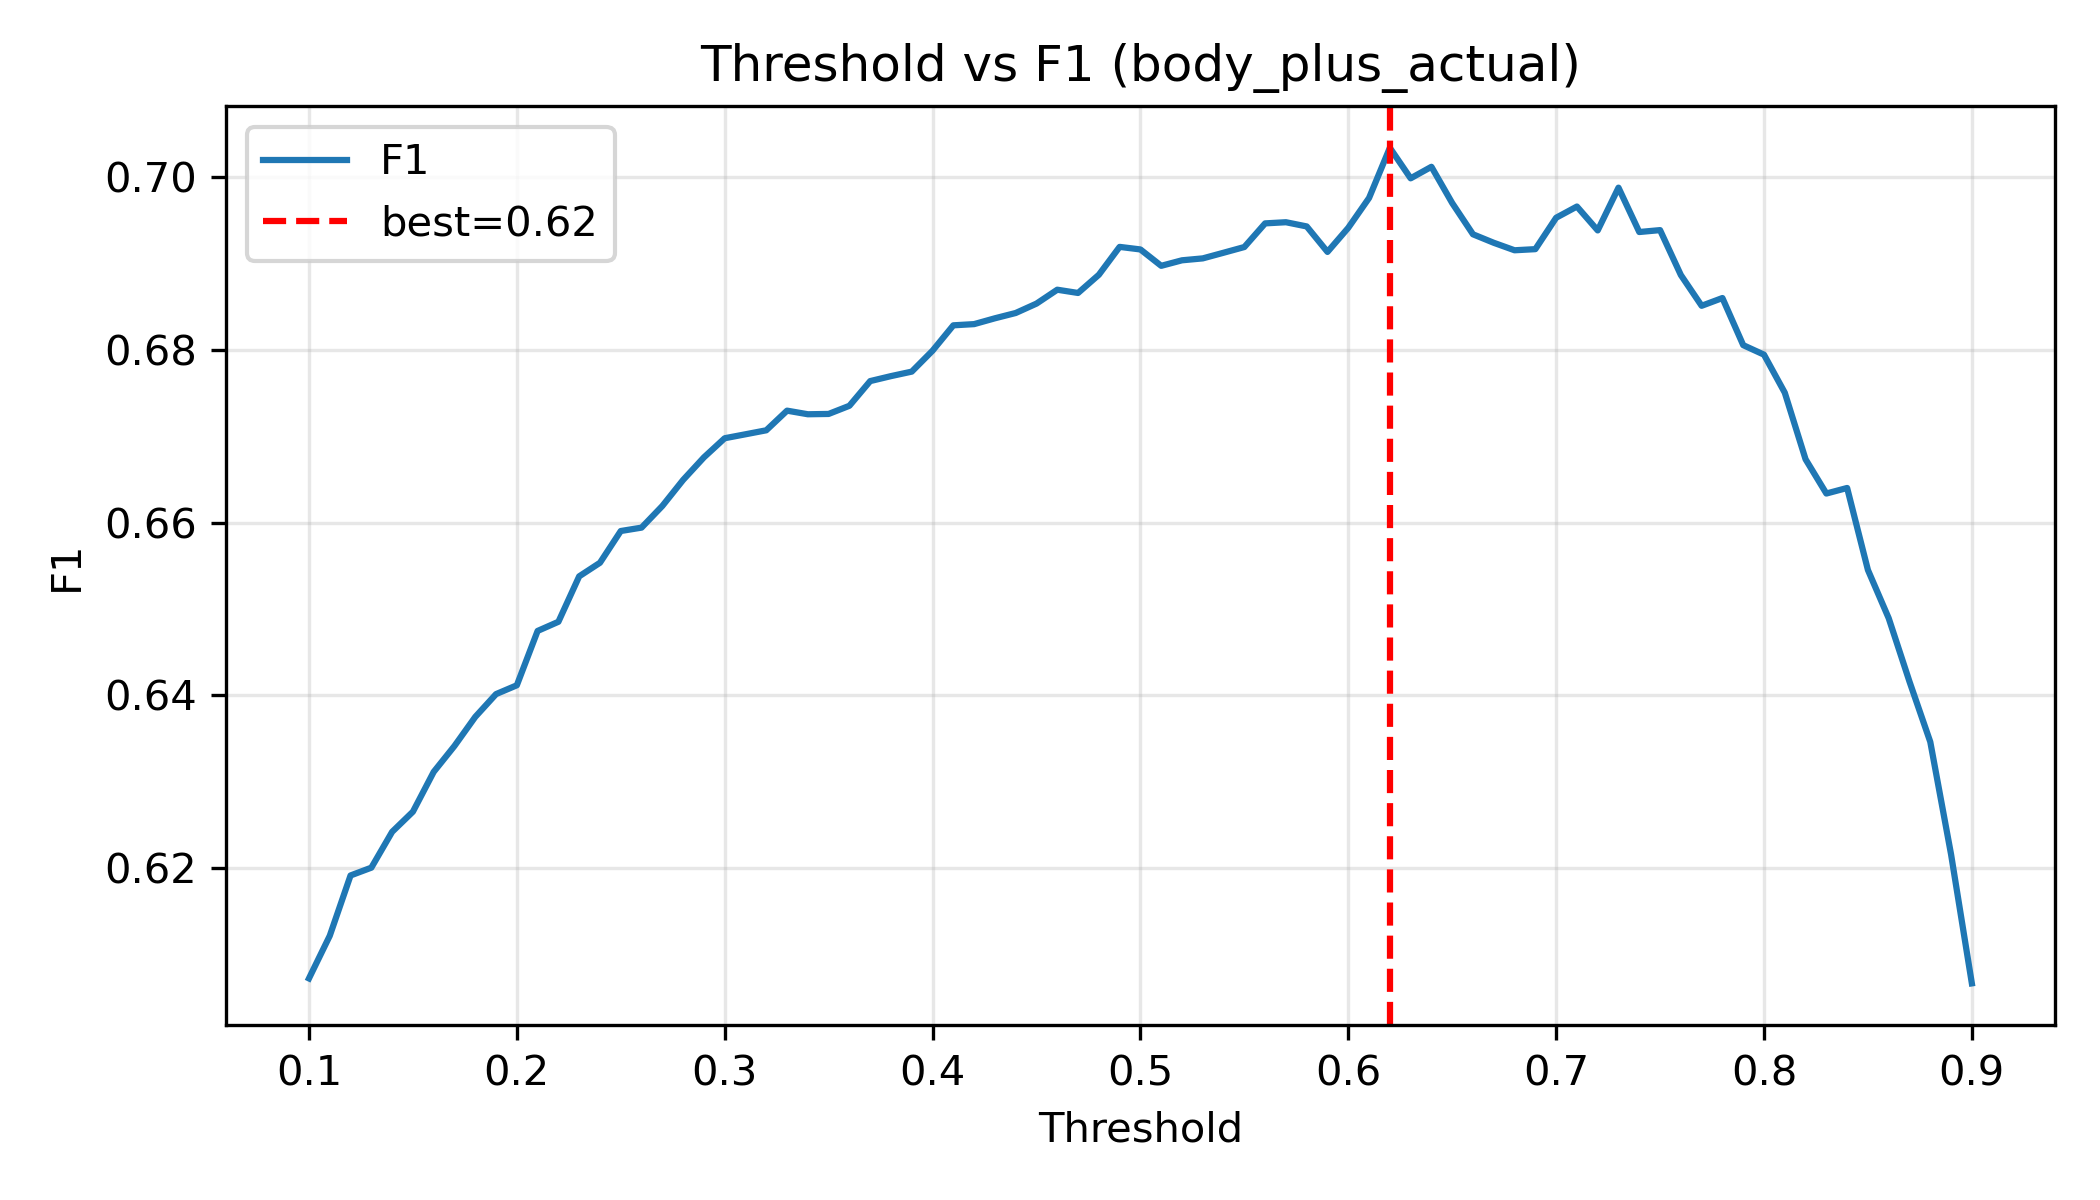 Threshold vs F1 (body_plus_actual)
F1
best=0.62
0.70
0.68
0.66
0.64
0.62
F1
0.1 0.2 0.3 0.4 0.5 0.6 0.7 0.8 0.9
Threshold